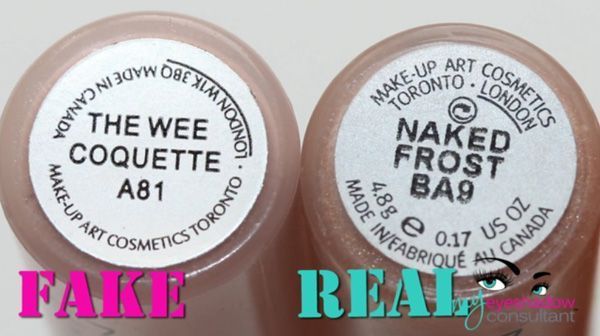 LONDON W1K 3BQ MADE IN CANADA
THE WEE
COQUETTE
A81
MAKE-UP ART COSMETICS TORONTO •
MAKE-UP ART COSMETICS
TORONTO • LONDON
NAKED
FROST
BA9
4.8g e 0.17 US OZ
MADE IN/FABRIQUÉ AU CANADA
FAKE
REAL
my
eyeshadow
consultant